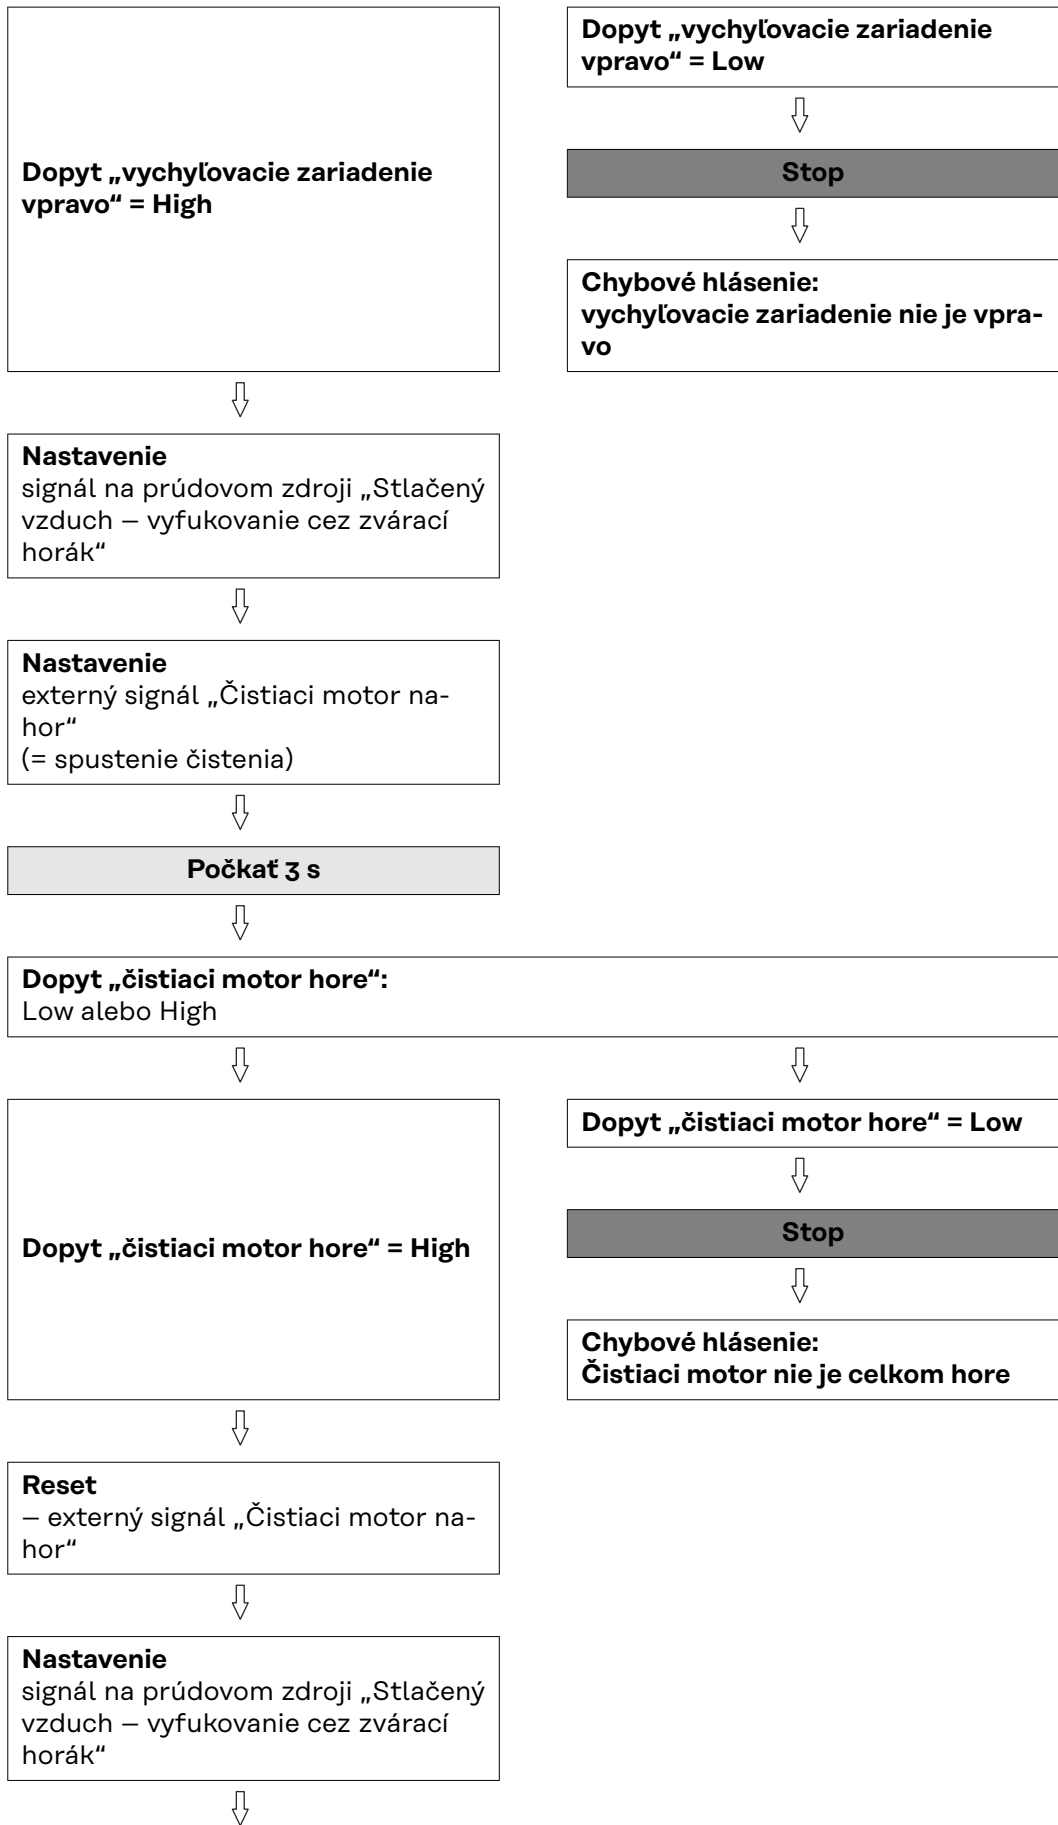 Dopyt „vychyľovacie zariadenie
vpravo“ = High
Dopyt „vychyľovacie zariadenie
vpravo“ = Low
Stop
Chybové hlásenie:
vychyľovacie zariadenie nie je vpra-
vo
Nastavenie
signál na prúdovom zdroji „Stlačený
vzduch – vyfukovanie cez zvárací
horák“
Nastavenie
externý signál „Čistiaci motor na-
hor“
(= spustenie čistenia)
Počkať 3 s
Dopyt „čistiaci motor hore“:
Low alebo High
Dopyt „čistiaci motor hore“ = High
Dopyt „čistiaci motor hore“ = Low
Stop
Chybové hlásenie:
Čistiaci motor nie je celkom hore
Reset
– externý signál „Čistiaci motor na-
hor“
Nastavenie
signál na prúdovom zdroji „Stlačený
vzduch – vyfukovanie cez zvárací
horák“